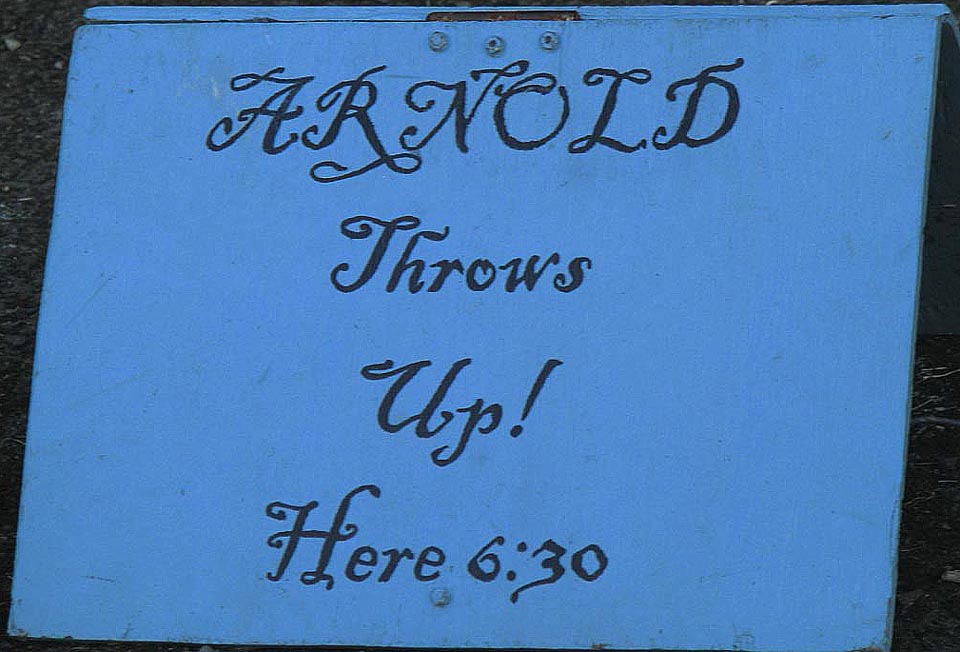 ARNOLD
Throws
Up!
Here 6:30